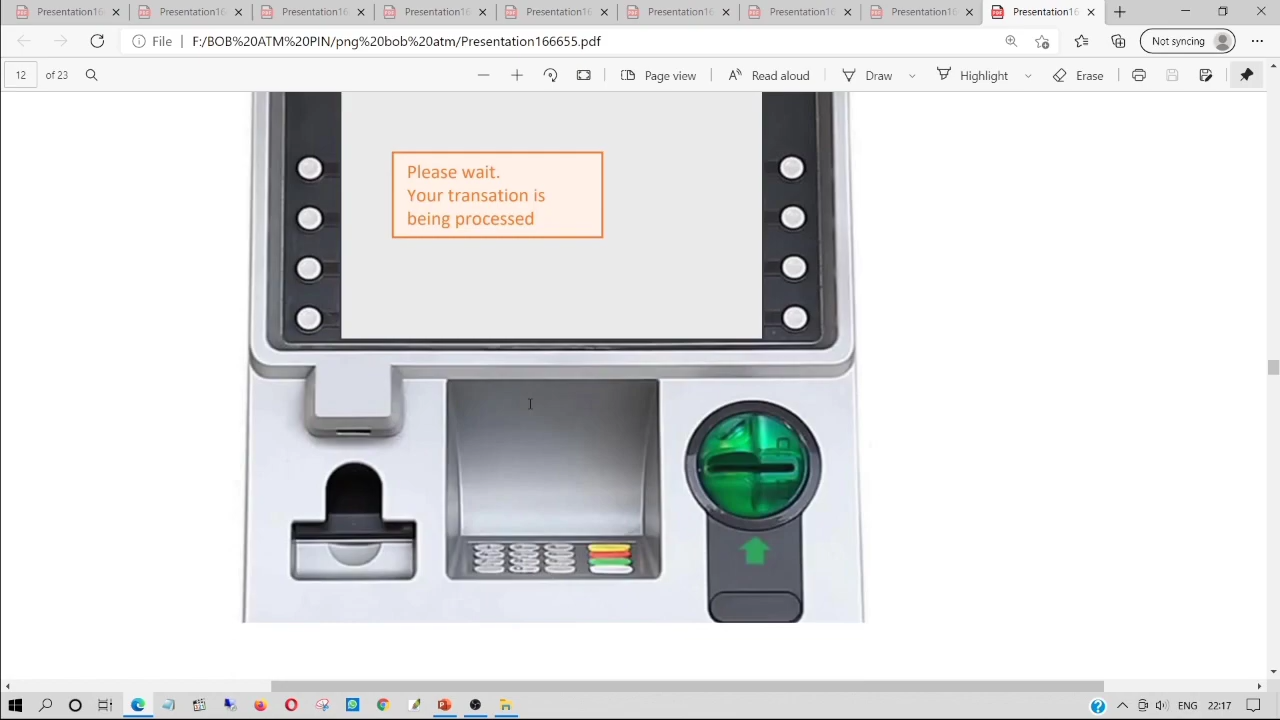 Presentation16 Presentation16 Presentation16 Presentation16 Presentation16 Presentation16 Presentation16 Presentation16 Presentation16
File F:/BOB%20ATM%20PIN/png%20bob%20atm/Presentation166655.pdf Not syncing
12 of 23 Page view Read aloud Draw Highlight Erase
Please wait.
Your transation is
being processed
ENG 22:17